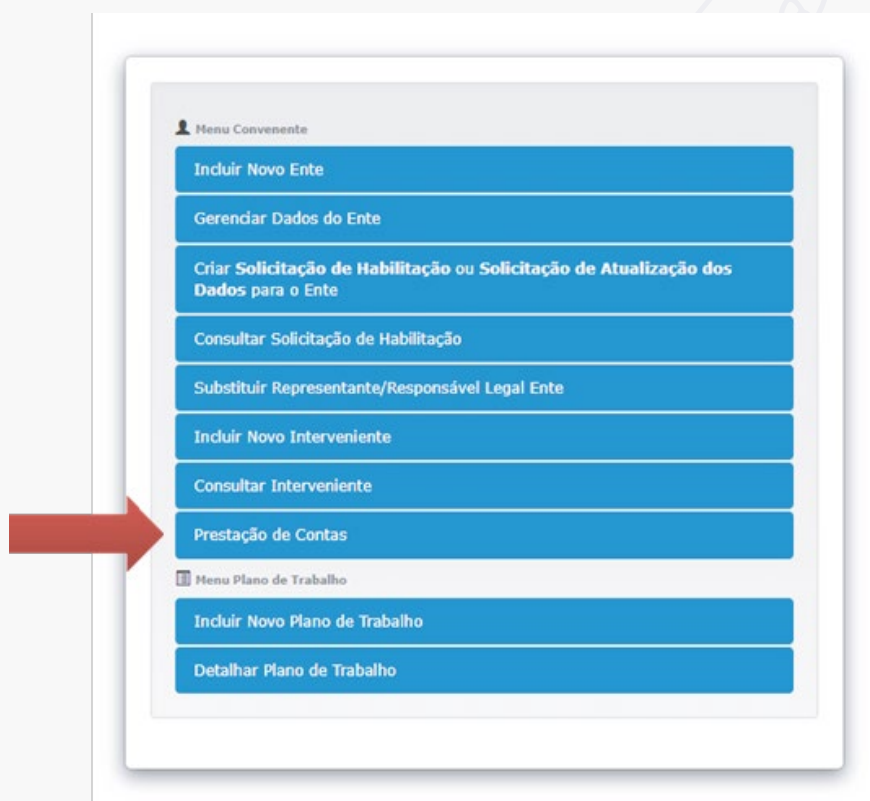 Menu Convenente
Incluir Novo Ente
Gerenciar Dados do Ente
Criar Solicitação de Habilitação ou Solicitação de Atualização dos
Dados para o Ente
Consultar Solicitação de Habilitação
Substituir Representante/Responsável Legal Ente
Incluir Novo Interveniente
Consultar Interveniente
Prestação de Contas
Menu Plano de Trabalho
Incluir Novo Plano de Trabalho
Detalhar Plano de Trabalho